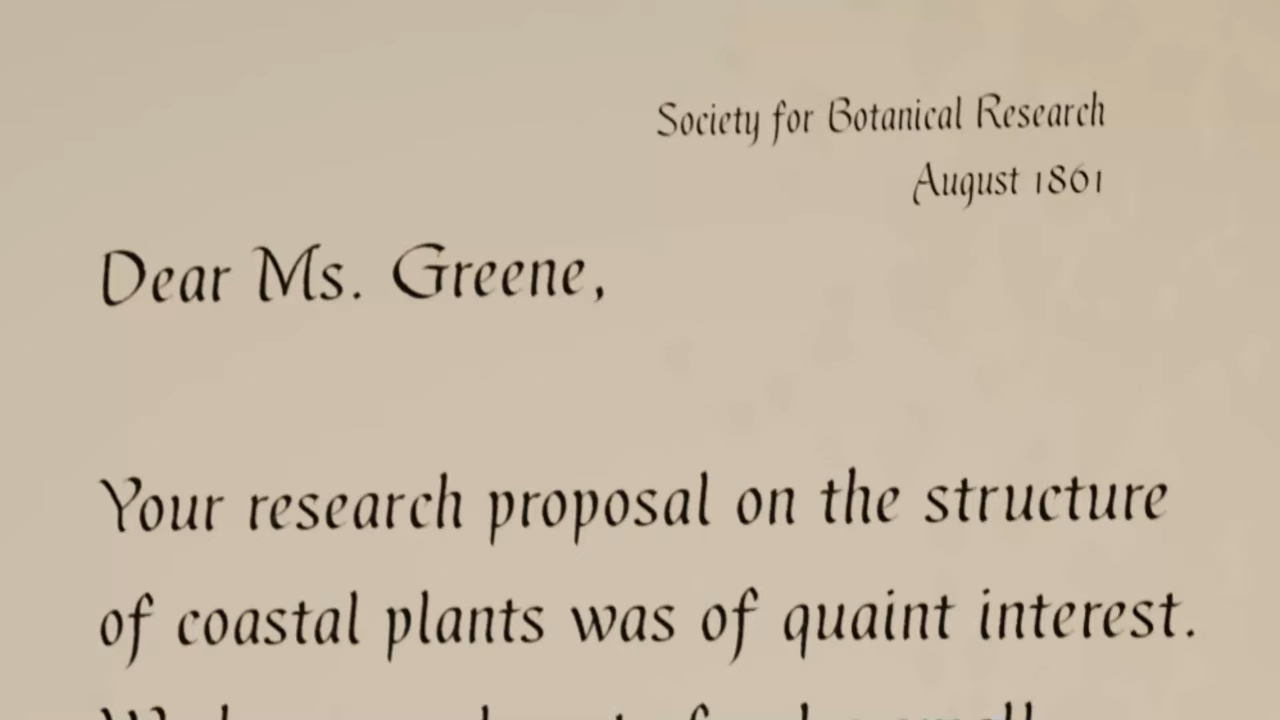 Society for Botanical Research
August 1861
Dear Ms. Greene,
Your research proposal on the structure
of coastal plants was of quaint interest.